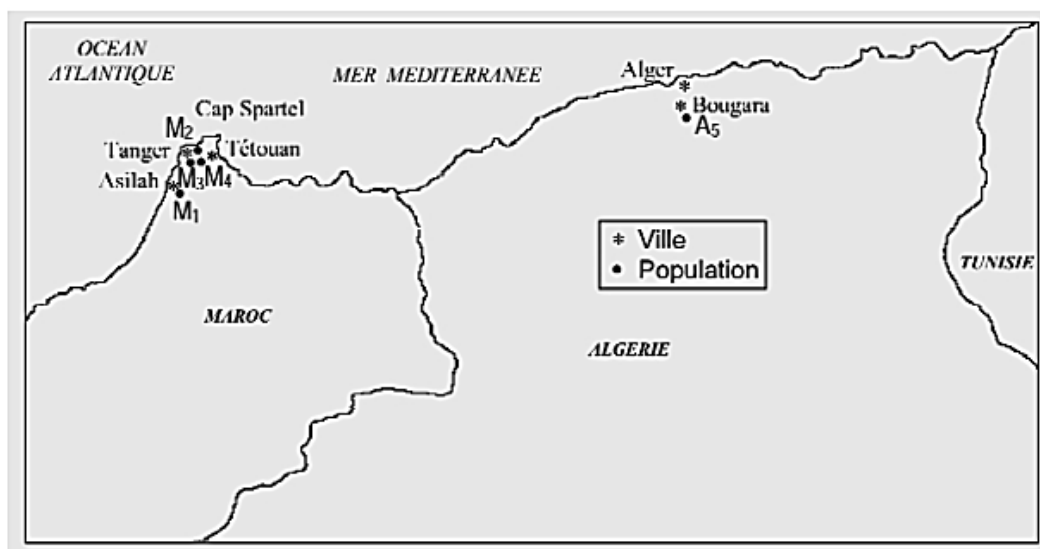 OCEAN
ATLANTIQUE
MER MEDITERRANEE
Alger
Bougara
A5
Cap Spartel
M2
Tanger
Tétouan
Asilah
M3
M4
M1
* Ville
• Population
TUNISIE
MAROC
ALGERIE